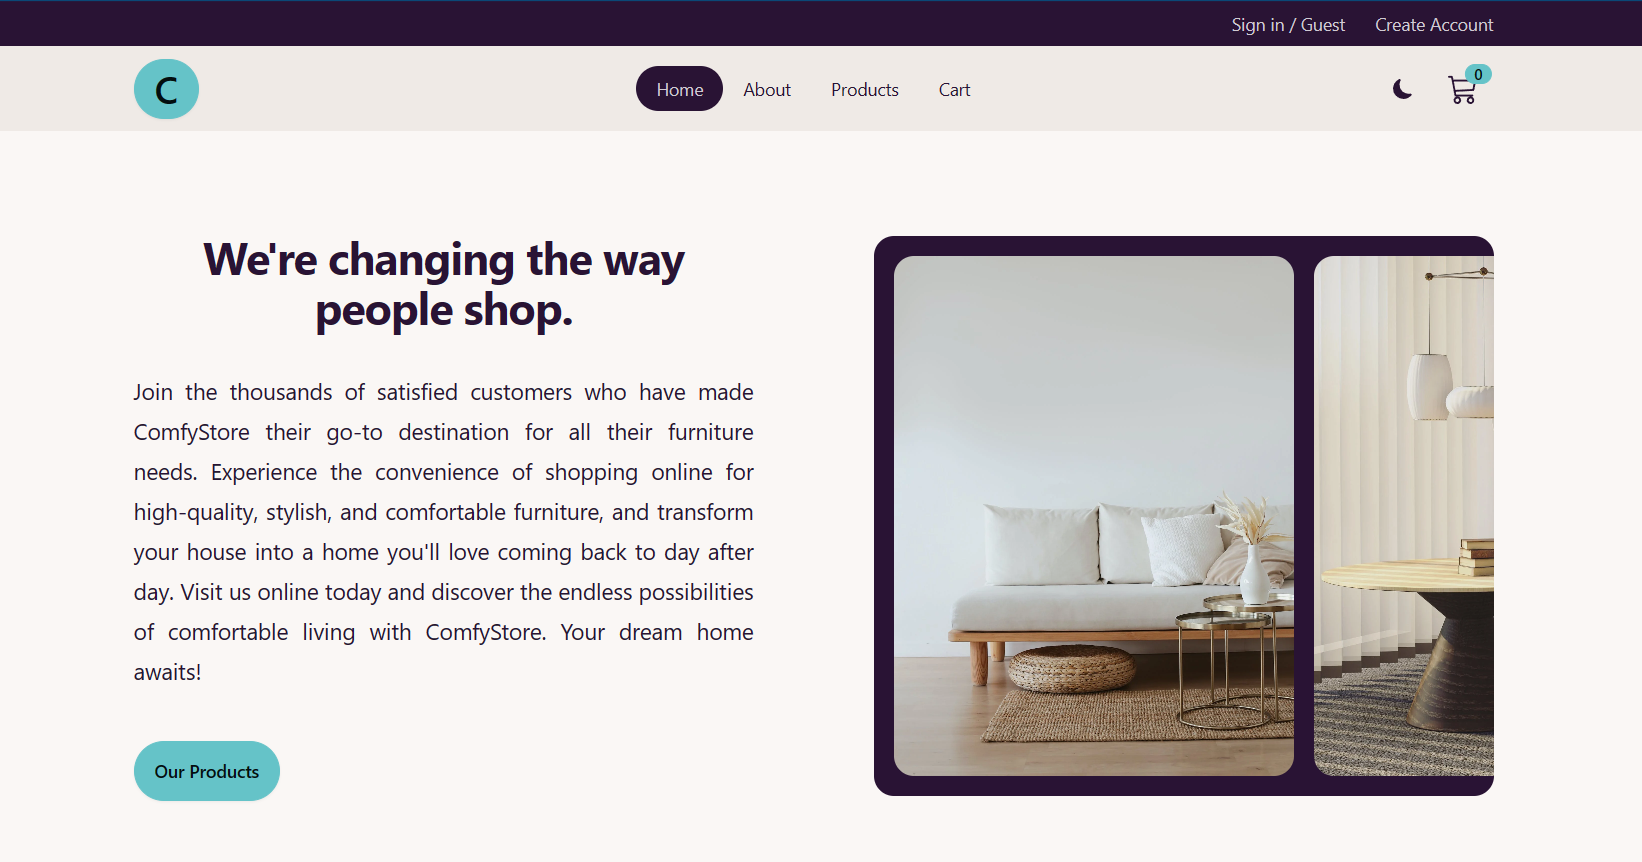 Sign in / Guest
Create Account
C
Home
About
Products
Cart
0
We're changing the way
people shop.
Join the thousands of satisfied customers who have made
ComfyStore their go-to destination for all their furniture
needs. Experience the convenience of shopping online for
high-quality, stylish, and comfortable furniture, and transform
your house into a home you'll love coming back to day after
day. Visit us online today and discover the endless possibilities
of comfortable living with ComfyStore. Your dream home
awaits!
Our Products